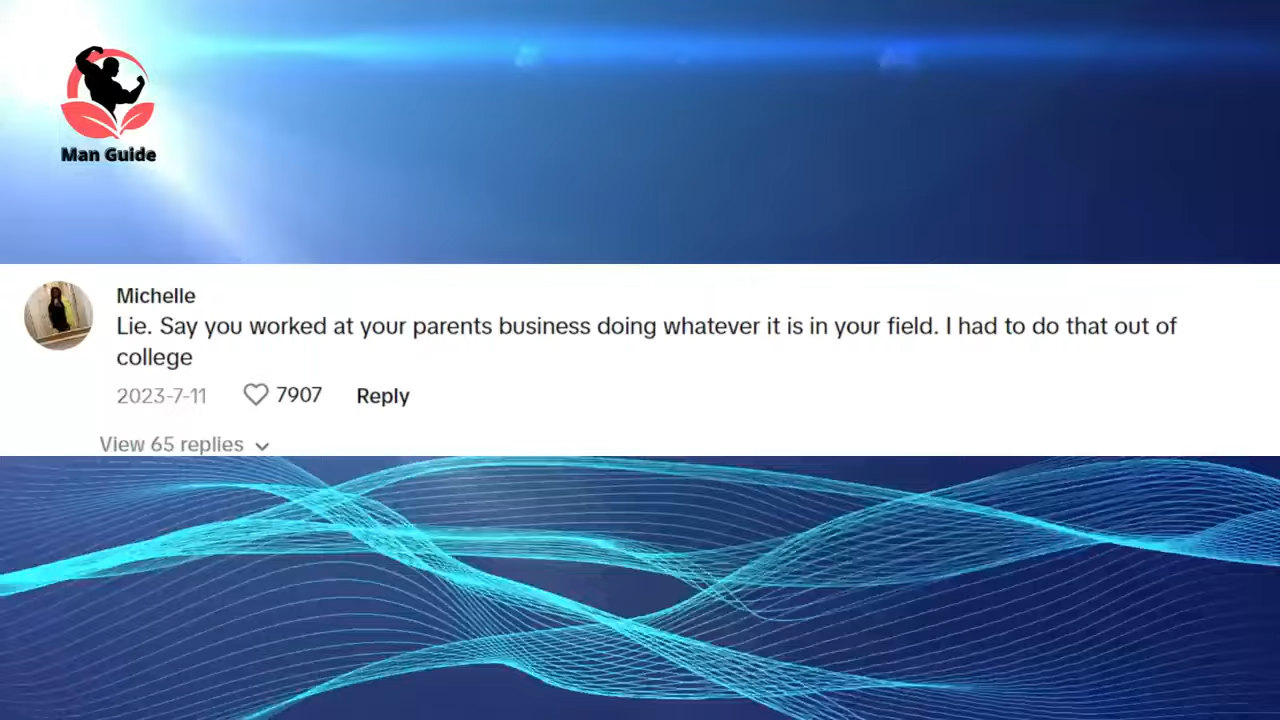 Man Guide
Michelle
Lie. Say you worked at your parents business doing whatever it is in your field. I had to do that out of
college
2023-7-11 7907 Reply
View 65 replies